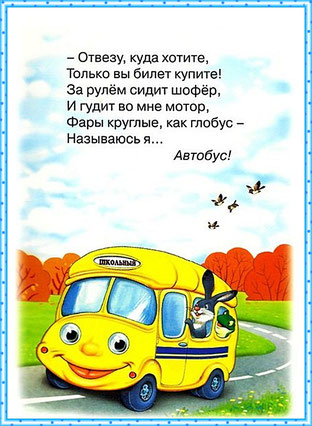 – Отвезу, куда хотите,
Только вы билет купите!
За рулём сидит шофёр,
И гудит во мне мотор,
Фары круглые, как глобус –
Называюсь я...
Автобус!
ШКОЛЬНЫЙ